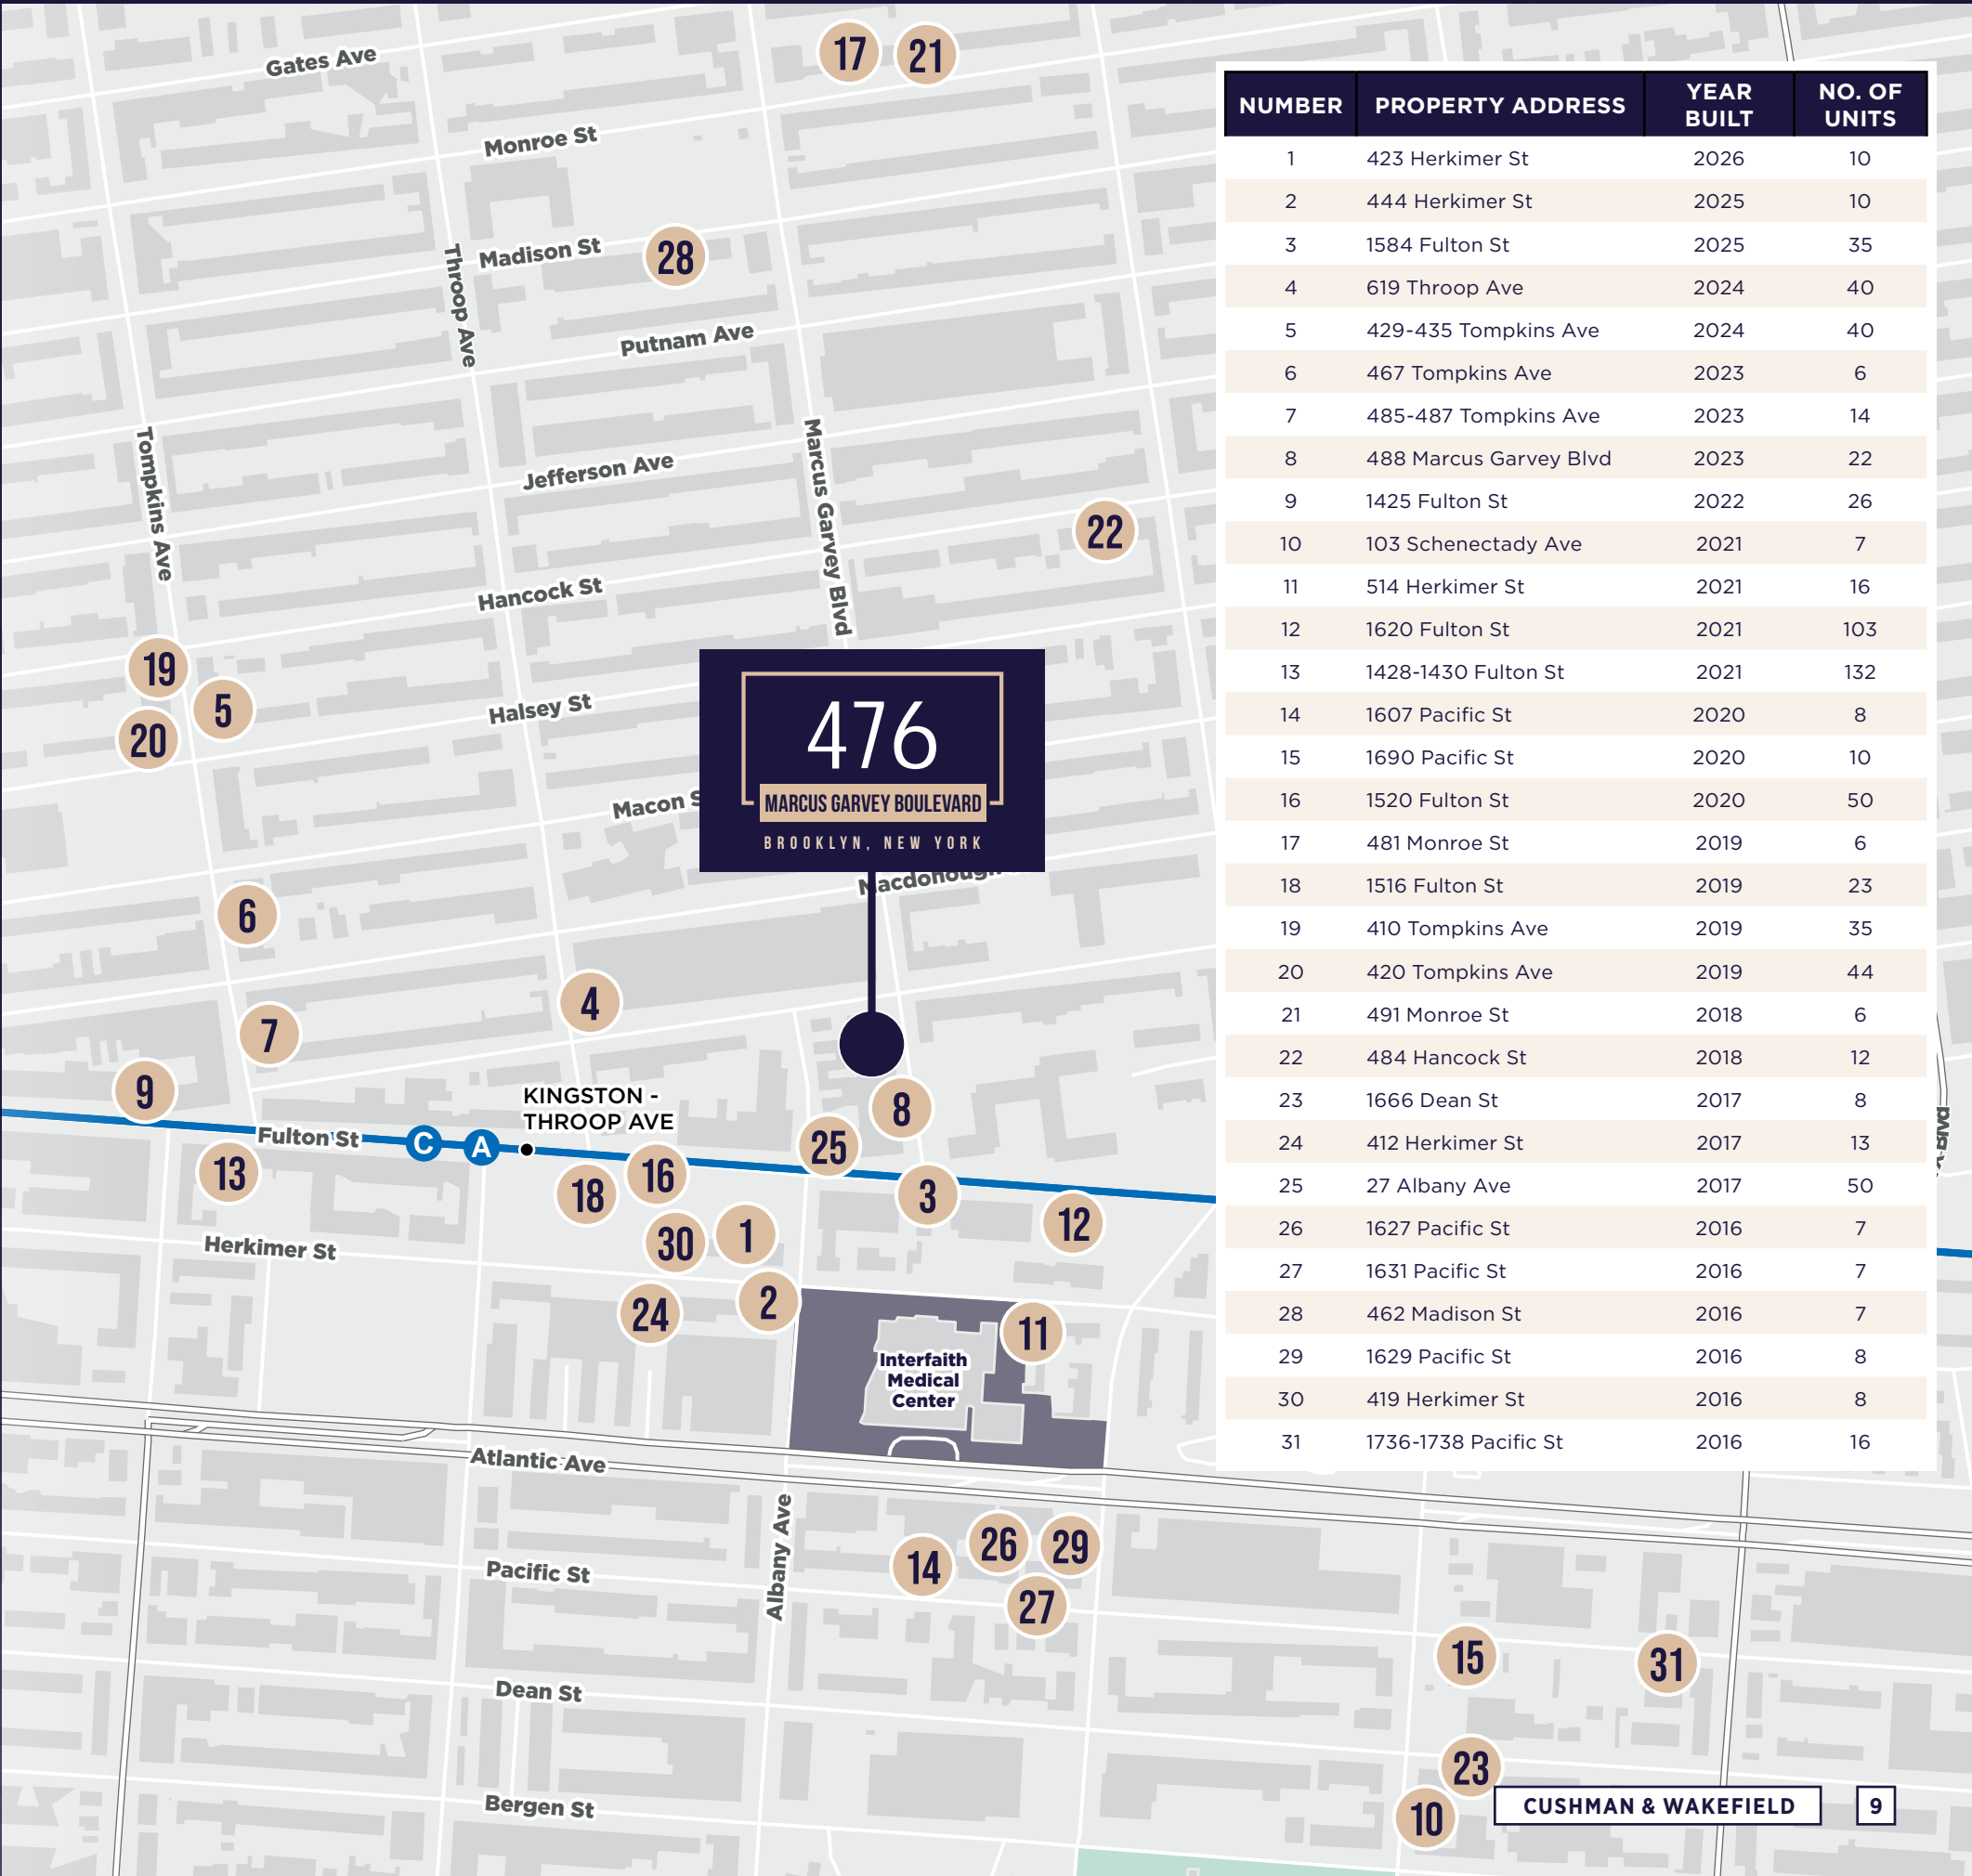 Gates Ave
17
21
Monroe St
Throop Ave
Madison St
28
Putnam Ave
Tompkins Ave
Marcus Garvey Blvd
Jefferson Ave
22
Hancock St
19
5
20
Halsey St
476
MARCUS GARVEY BOULEVARD
BROOKLYN, NEW YORK
Macon S
Macdonough
6
4
7
9
KINGSTON -
THROOP AVE
8
Fulton St
C
A
25
13
18
16
3
12
30
1
Herkimer St
2
24
11
Interfaith
Medical
Center
Atlantic Ave
Albany Ave
14
26
29
Pacific St
27
15
31
Dean St
23
Bergen St
10
NUMBER PROPERTY ADDRESS YEAR BUILT NO. OF UNITS
1 423 Herkimer St 2026 10
2 444 Herkimer St 2025 10
3 1584 Fulton St 2025 35
4 619 Throop Ave 2024 40
5 429-435 Tompkins Ave 2024 40
6 467 Tompkins Ave 2023 6
7 485-487 Tompkins Ave 2023 14
8 488 Marcus Garvey Blvd 2023 22
9 1425 Fulton St 2022 26
10 103 Schenectady Ave 2021 7
11 514 Herkimer St 2021 16
12 1620 Fulton St 2021 103
13 1428-1430 Fulton St 2021 132
14 1607 Pacific St 2020 8
15 1690 Pacific St 2020 10
16 1520 Fulton St 2020 50
17 481 Monroe St 2019 6
18 1516 Fulton St 2019 23
19 410 Tompkins Ave 2019 35
20 420 Tompkins Ave 2019 44
21 491 Monroe St 2018 6
22 484 Hancock St 2018 12
23 1666 Dean St 2017 8
24 412 Herkimer St 2017 13
25 27 Albany Ave 2017 50
26 1627 Pacific St 2016 7
27 1631 Pacific St 2016 7
28 462 Madison St 2016 7
29 1629 Pacific St 2016 8
30 419 Herkimer St 2016 8
31 1736-1738 Pacific St 2016 16
CUSHMAN & WAKEFIELD
9